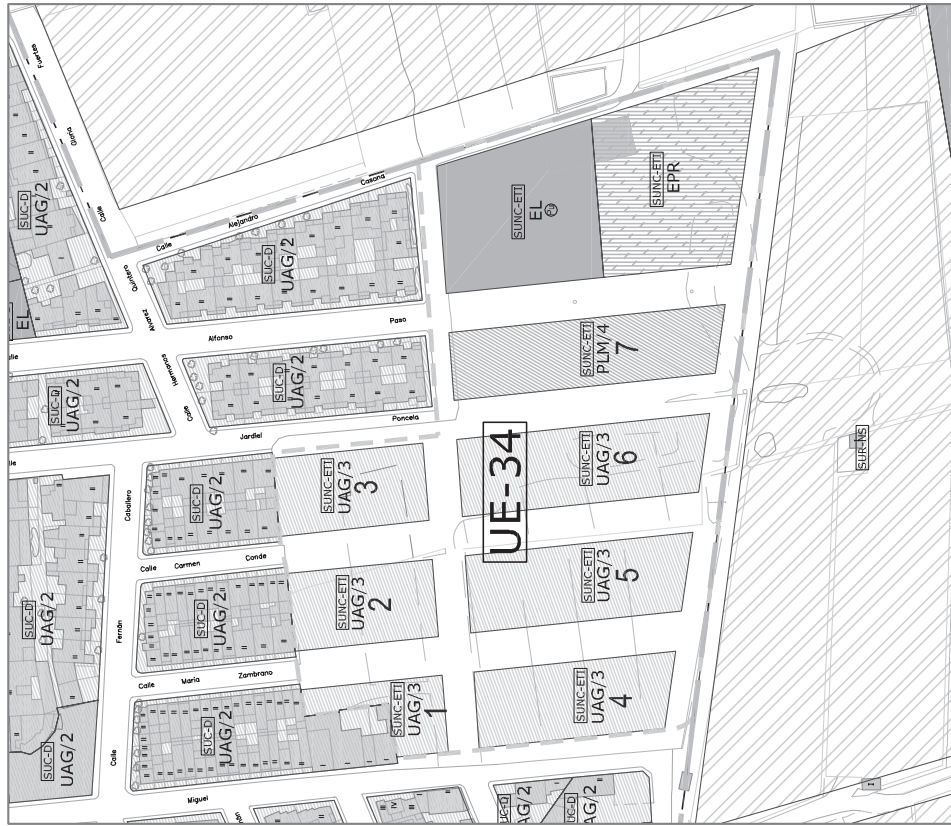 Fuertes
Gloria
Calle
SUC-D
UAG/2
EL
Calle
Alejandro
Casona
SUC-D
UAG/2
Quintero
Alvarez
Hermanos
Calle
Alfonso
Paso
SUC-D
UAG/2
SUC-D
UAG/2
Jardiel
Poncela
SUNC-ETI
EL
SUNC-ETI
EPR
SUNC-ETI
PLM/4
7
UE-34
SUNC-ETI
UAG/3
6
SUNC-ETI
UAG/3
3
SUC-D
UAG/2
Caballero
Calle
Carmen
Conde
SUC-D
UAG/2
SUNC-ETI
UAG/3
2
SUNC-ETI
UAG/3
5
SUC-D
UAG/2
Fernán
Calle
María
Zambrano
SUC-D
UAG/2
SUNC-ETI
UAG/3
1
SUNC-ETI
UAG/3
4
SUC-D
UAG/2
Calle
Miguel
UAG/2
AG/2
IV
I
SUR-NS